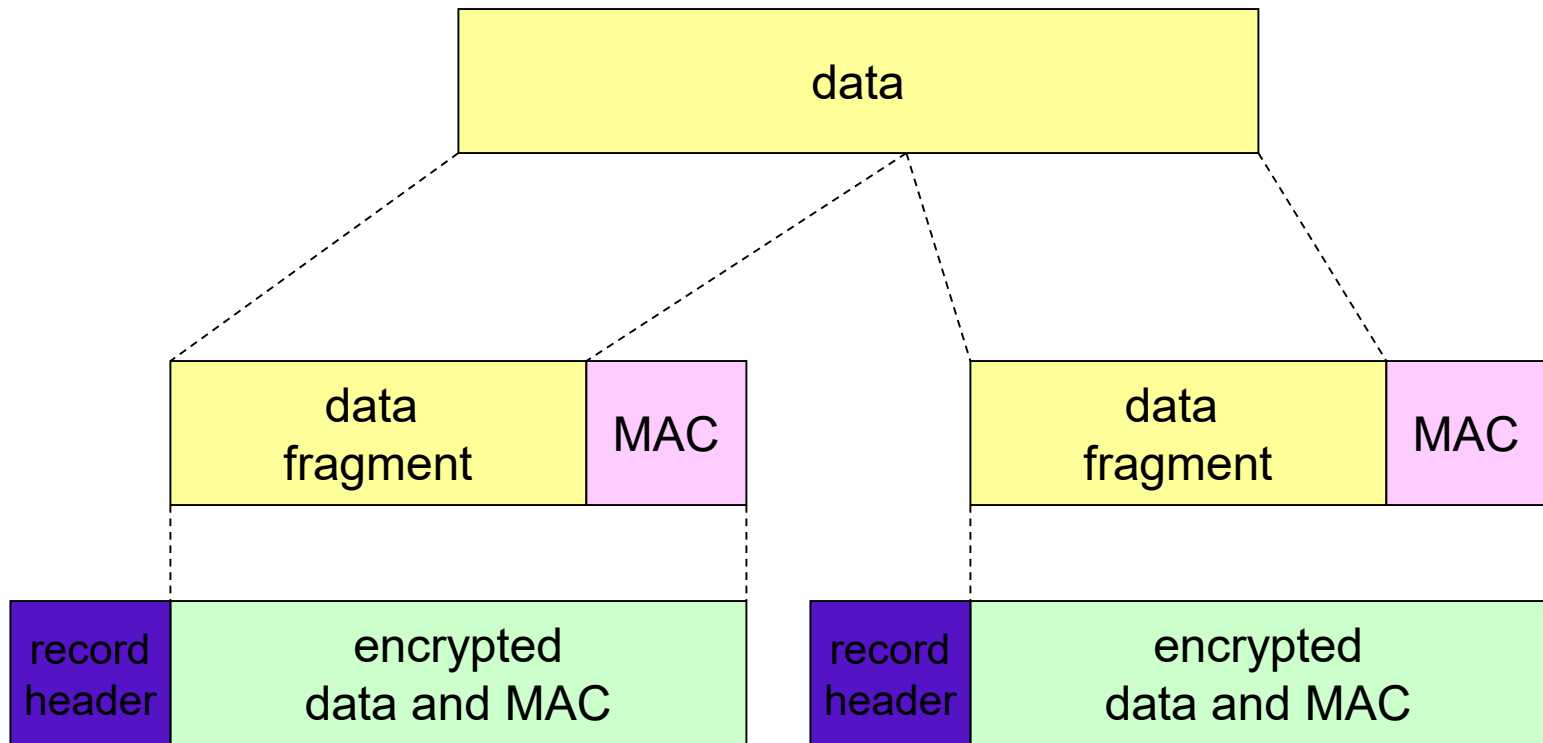 data
data
fragment
MAC
data
fragment
MAC
record
header
encrypted
data and MAC
record
header
encrypted
data and MAC